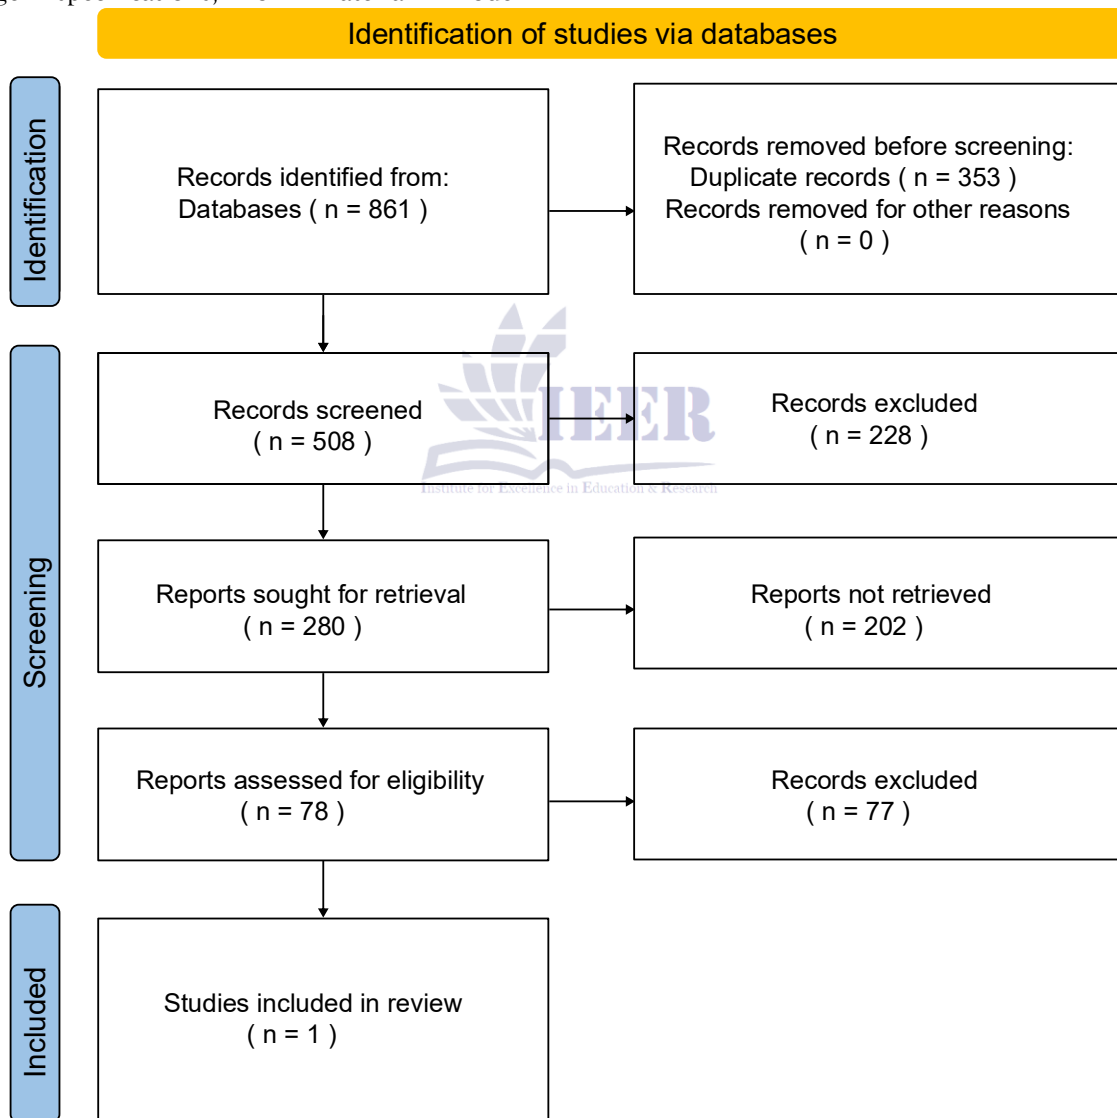 Identification of studies via databases
Identification
Records identified from:
Databases ( n = 861 )
Records removed before screening:
Duplicate records ( n = 353 )
Records removed for other reasons
( n = 0 )
Screening
Records screened
( n = 508 )
Records excluded
( n = 228 )
IEER
Institute for Excellence in Education & Research
Reports sought for retrieval
( n = 280 )
Reports not retrieved
( n = 202 )
Reports assessed for eligibility
( n = 78 )
Records excluded
( n = 77 )
Included
Studies included in review
( n = 1 )